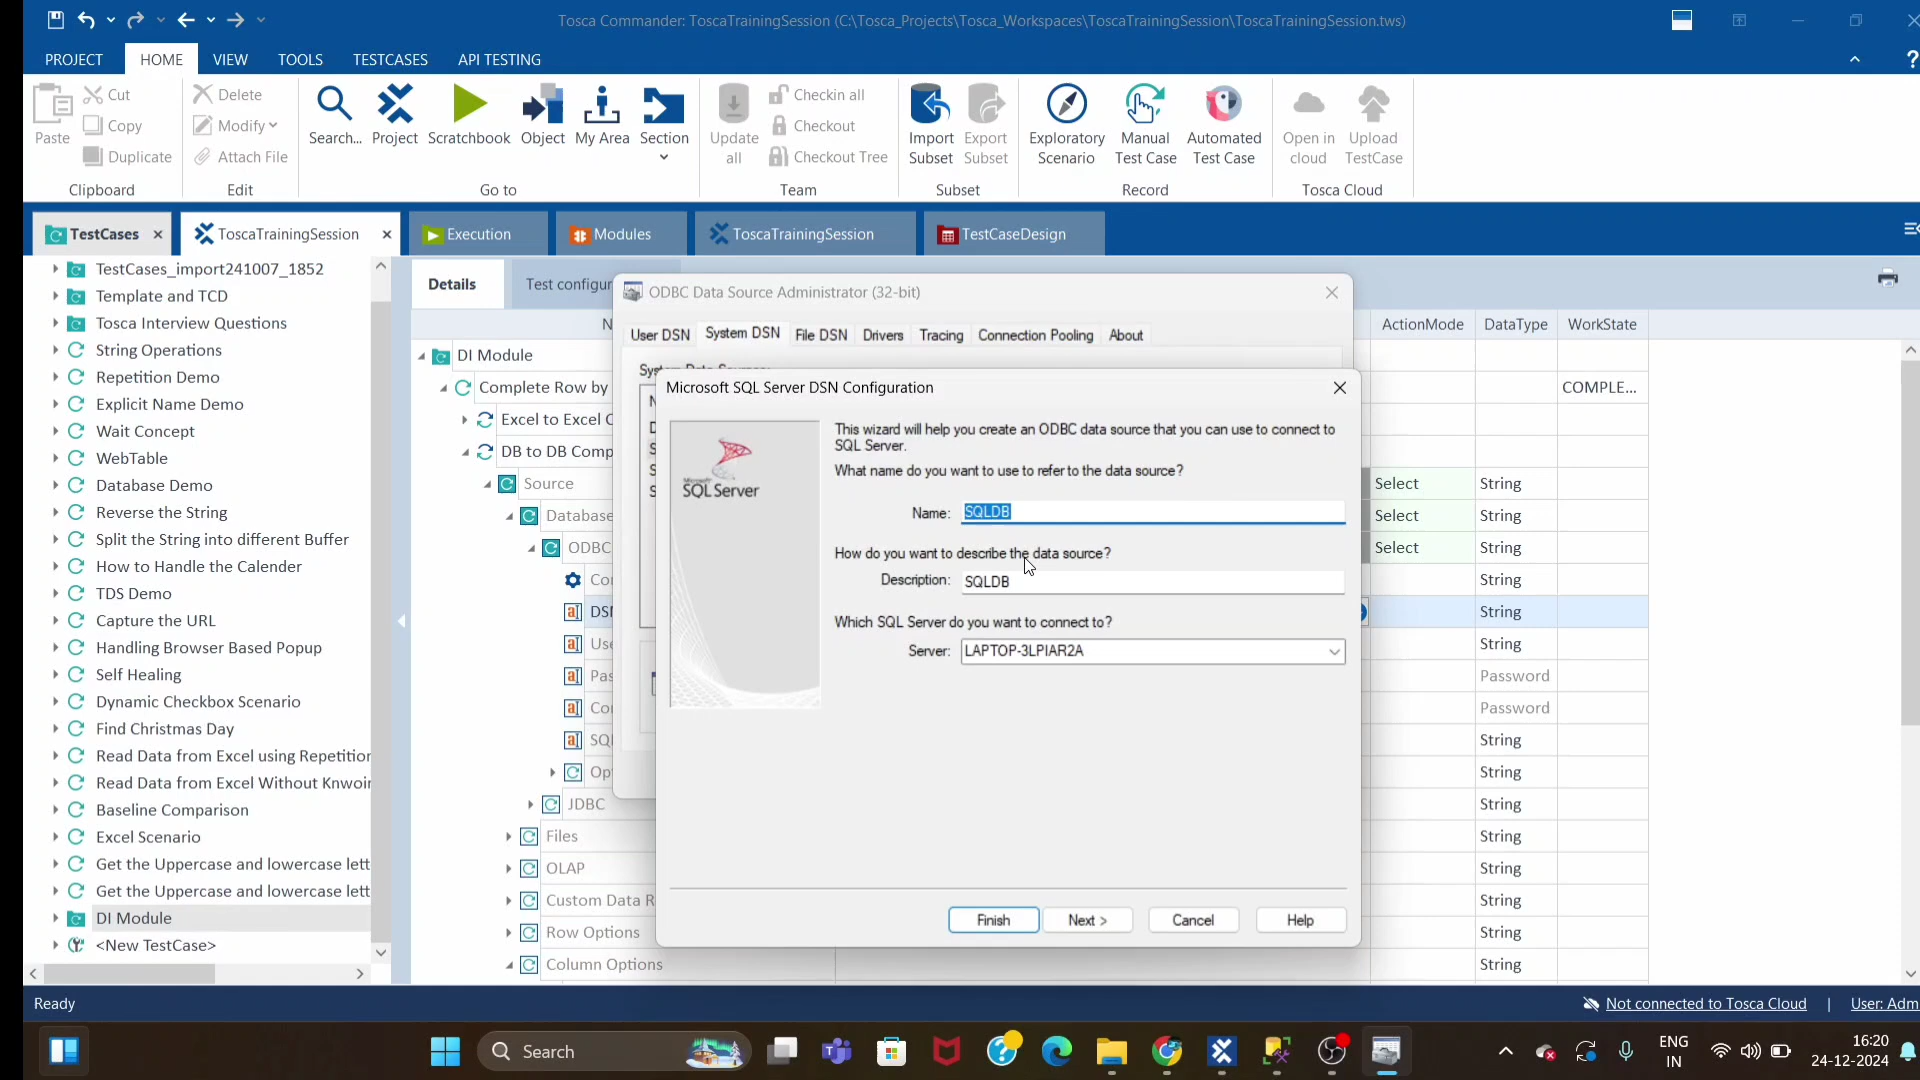 Tosca Commander: ToscaTrainingSession (C:\Tosca_Projects\Tosca_Workspaces\ToscaTrainingSession\ToscaTrainingSession.tws)
PROJECT HOME VIEW TOOLS TESTCASES API TESTING
Paste
Cut
Copy
Duplicate
Clipboard
Delete
Modify
Attach File
Edit
Search...
Project
Scratchbook
Object
My Area
Section
Go to
Update all
Checkin all
Checkout
Checkout Tree
Team
Import Subset
Export Subset
Subset
Exploratory Scenario
Manual Test Case
Automated Test Case
Record
Open in cloud
Upload TestCase
Tosca Cloud
TestCases
ToscaTrainingSession
Execution
Modules
ToscaTrainingSession
TestCaseDesign
TestCases_import241007_1852
Template and TCD
Tosca Interview Questions
String Operations
Repetition Demo
Explicit Name Demo
Wait Concept
WebTable
Database Demo
Reverse the String
Split the String into different Buffer
How to Handle the Calender
TDS Demo
Capture the URL
Handling Browser Based Popup
Self Healing
Dynamic Checkbox Scenario
Find Christmas Day
Read Data from Excel using Repetition
Read Data from Excel Without Knwoir
Baseline Comparison
Excel Scenario
Get the Uppercase and lowercase lett
Get the Uppercase and lowercase lett
DI Module
<New TestCase>
Details
Test configur
N
ActionMode DataType WorkState
DI Module
Complete Row by
COMPLE...
Excel to Excel C
DB to DB Comp
Source
Select String
Database
Select String
ODBC
Select String
Con
String
DSN
String
Use
String
Pas
Password
Con
Password
SQL
String
Opt
String
JDBC
String
Files
String
OLAP
String
Custom Data R
String
Row Options
String
Column Options
String
ODBC Data Source Administrator (32-bit)
User DSN System DSN File DSN Drivers Tracing Connection Pooling About
Microsoft SQL Server DSN Configuration
Microsoft
SQL Server
This wizard will help you create an ODBC data source that you can use to connect to
SQL Server.
What name do you want to use to refer to the data source?
Name: SQLDB
How do you want to describe the data source?
Description: SQLDB
Which SQL Server do you want to connect to?
Server: LAPTOP-3LPIAR2A
Finish
Next >
Cancel
Help
Ready
Not connected to Tosca Cloud
| User: Adm
Search
ENG
IN
16:20
24-12-2024